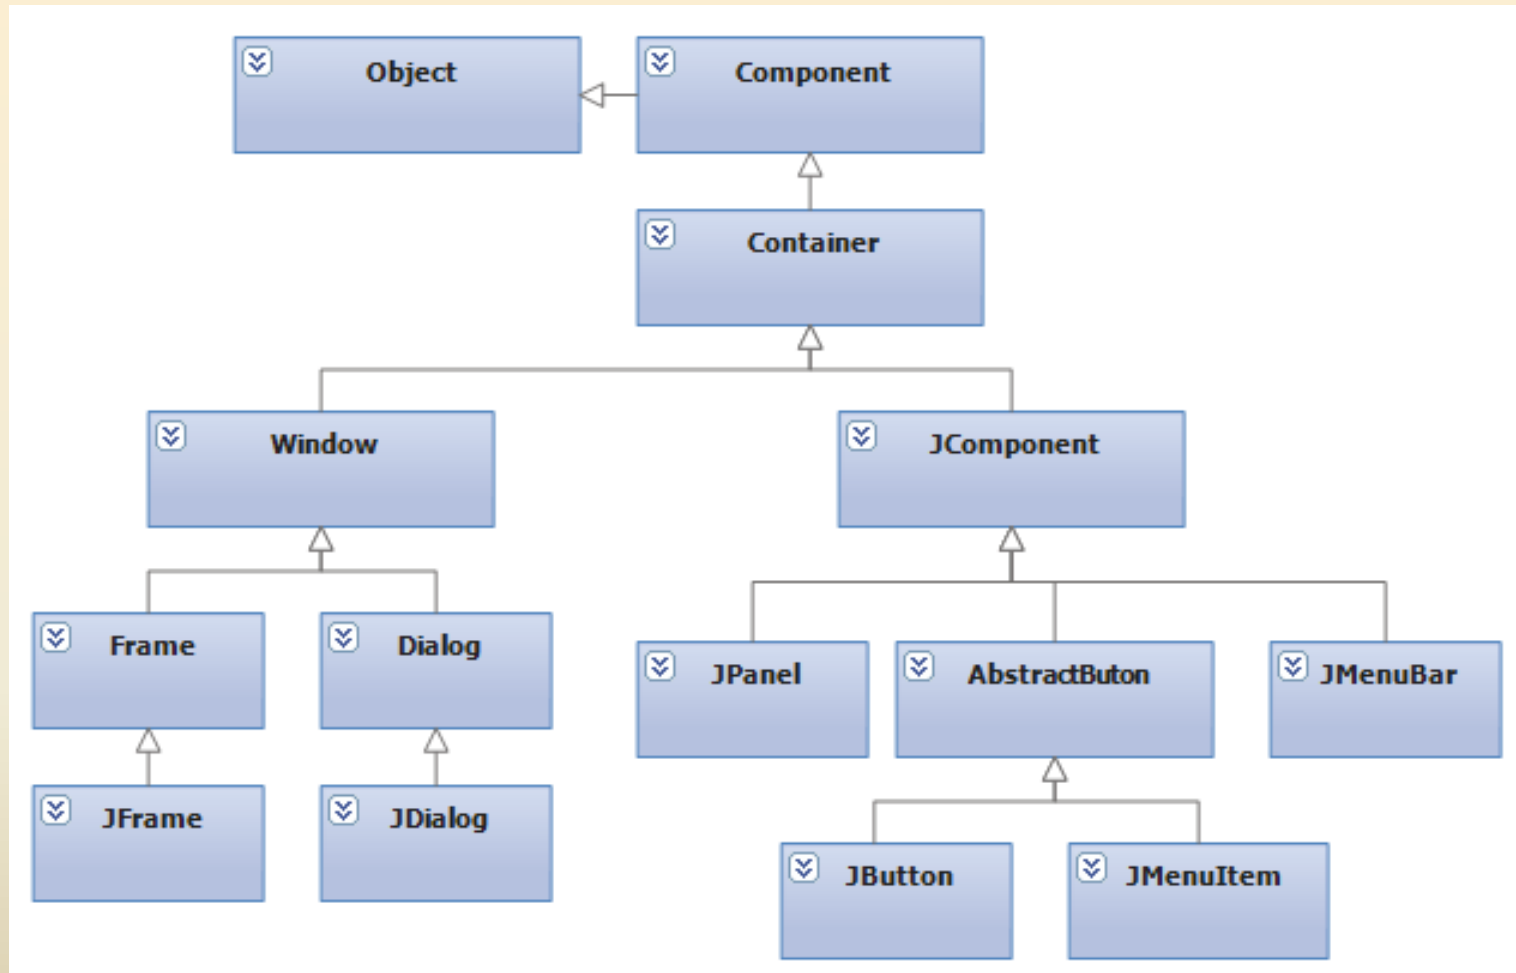 Object
Component
Container
Window
JComponent
Frame
Dialog
JPanel
AbstractButon
JMenuBar
JFrame
JDialog
JButton
JMenuItem